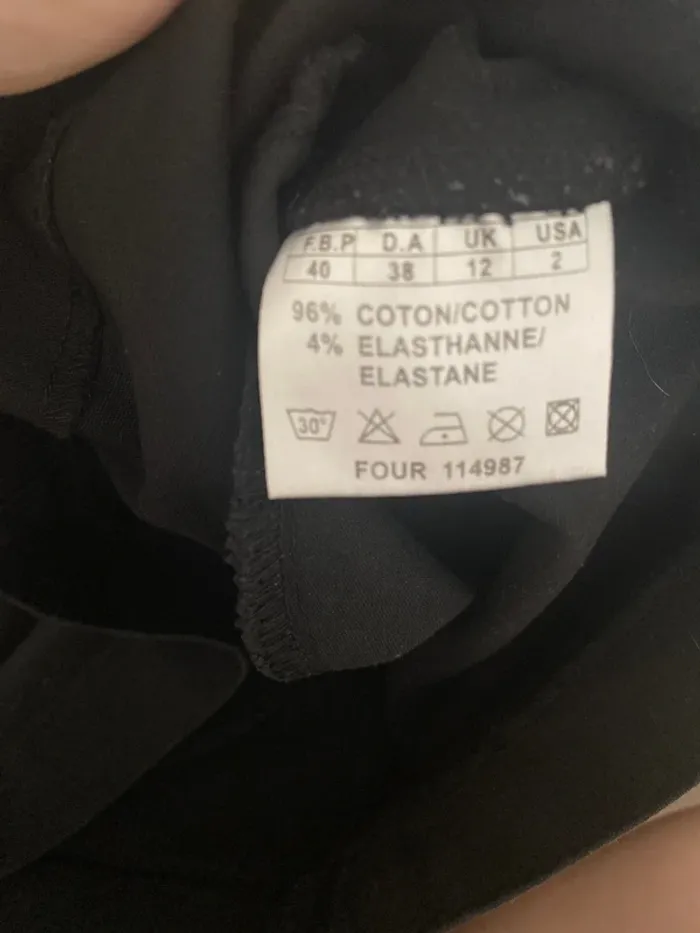 F.B.P D.A UK USA
40 38 12 2
96% COTON/COTTON
4% ELASTHANNE/
ELASTANE
30°
FOUR 114987